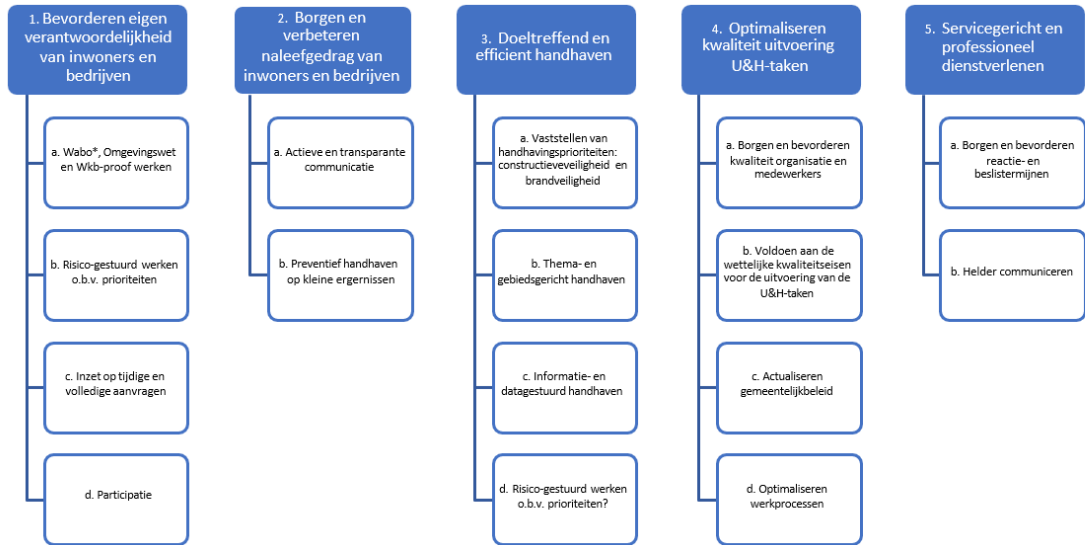 1. Bevorderen eigen
verantwoordelijkheid
van inwoners en
bedrijven
a. Wabo*, Omgevingswet
en Wkb-proof werken
b. Risico-gestuurd werken
o.b.v. prioriteiten
c. Inzet op tijdige en
volledige aanvragen
d. Participatie
2. Borgen en
verbeteren
naleefgedrag van
inwoners en bedrijven
a. Actieve en transparante
communicatie
b. Preventief handhaven
op kleine ergernissen
3. Doeltreffend en
efficient handhaven
a. Vaststellen van
handhavingsprioriteiten:
constructieveveiligheid en
brandveiligheid
b. Thema- en
gebiedsgericht handhaven
c. Informatie- en
datagestuurd handhaven
d. Risico-gestuurd werken
o.b.v. prioriteiten?
4. Optimaliseren
kwaliteit uitvoering
U&H-taken
a. Borgen en bevorderen
kwaliteit organisatie en
medewerkers
b. Voldoen aan de
wettelijke kwaliteitseisen
voor de uitvoering van de
U&H-taken
c. Actualiseren
gemeentelijkbeleid
d. Optimaliseren
werkprocessen
5. Servicegericht en
professioneel
dienstverlenen
a. Borgen en bevorderen
reactie- en
beslistermijnen
b. Helder communiceren